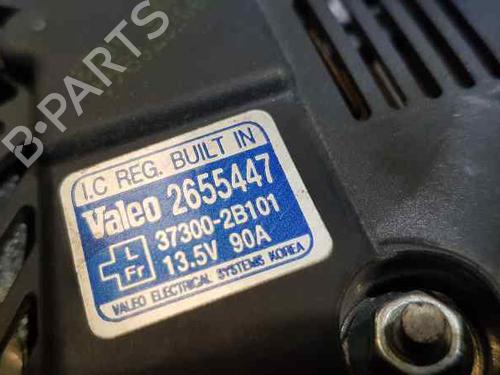 B-PARTS
I.C REG. BUILT IN
Valeo 2655447
37300-2B101
L
Fr
13.5V 90A
VALEO ELECTRICAL SYSTEMS KOREA